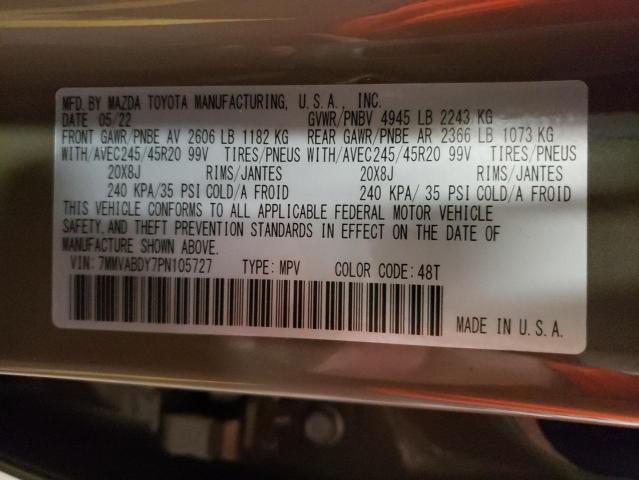 MFD. BY MAZDA TOYOTA MANUFACTURING, U.S.A., INC.
DATE 05/22 GVWR/PNBV 4945 LB 2243 KG
FRONT GAWR/PNBE AV 2606 LB 1182 KG REAR GAWR/PNBE AR 2366 LB 1073 KG
WITH/AVEC245/45R20 99V TIRES/PNEUS WITH/AVEC245/45R20 99V TIRES/PNEUS
20X8J RIMS/JANTES 20X8J RIMS/JANTES
240 KPA/35 PSI COLD/A FROID 240 KPA/ 35 PSI COLD/A FROID
THIS VEHICLE CONFORMS TO ALL APPLICABLE FEDERAL MOTOR VEHICLE
SAFETY, AND THEFT PREVENTION STANDARDS IN EFFECT ON THE DATE OF
MANUFACTURE SHOWN ABOVE.
VIN: 7MMVABDY7PN105727 TYPE: MPV COLOR CODE: 48T
MADE IN U.S.A.